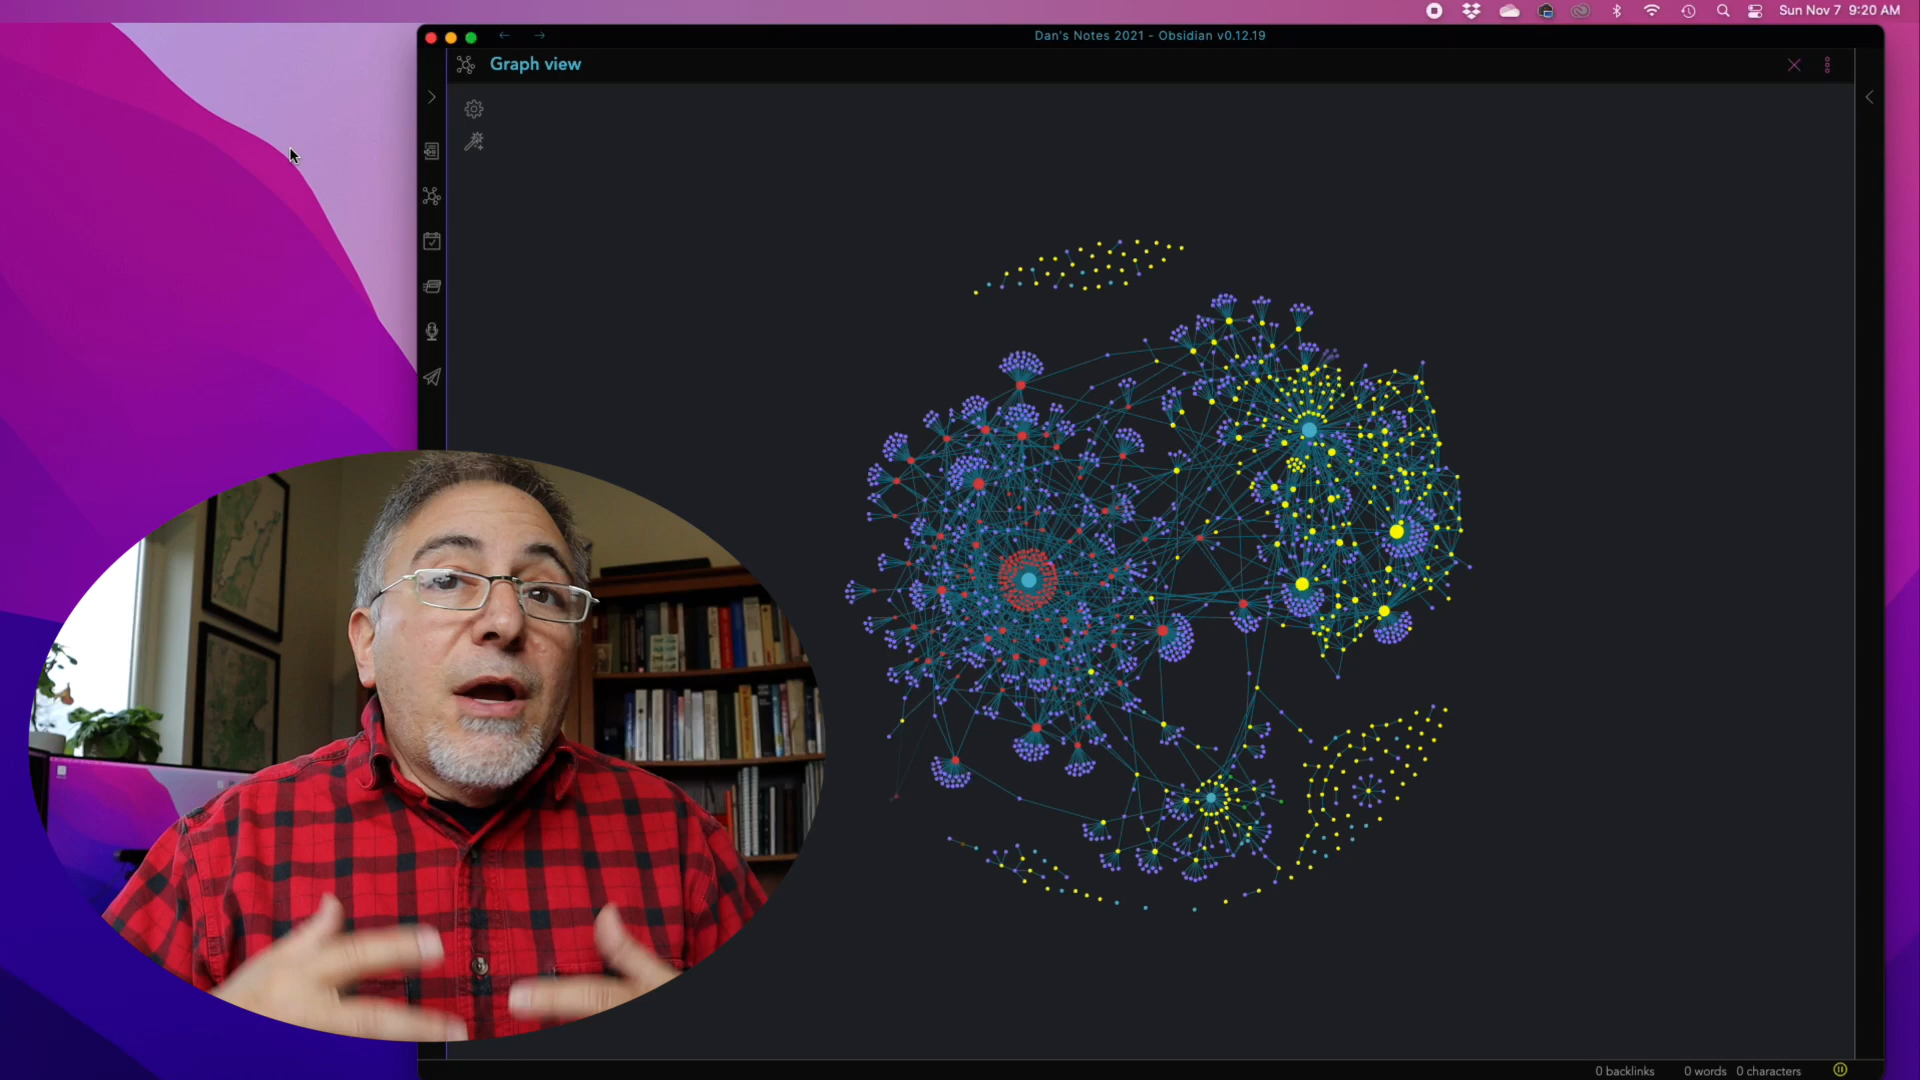 Sun Nov 7 9:20 AM
Dan's Notes 2021 - Obsidian v0.12.19
Graph view
0 backlinks 0 words 0 characters